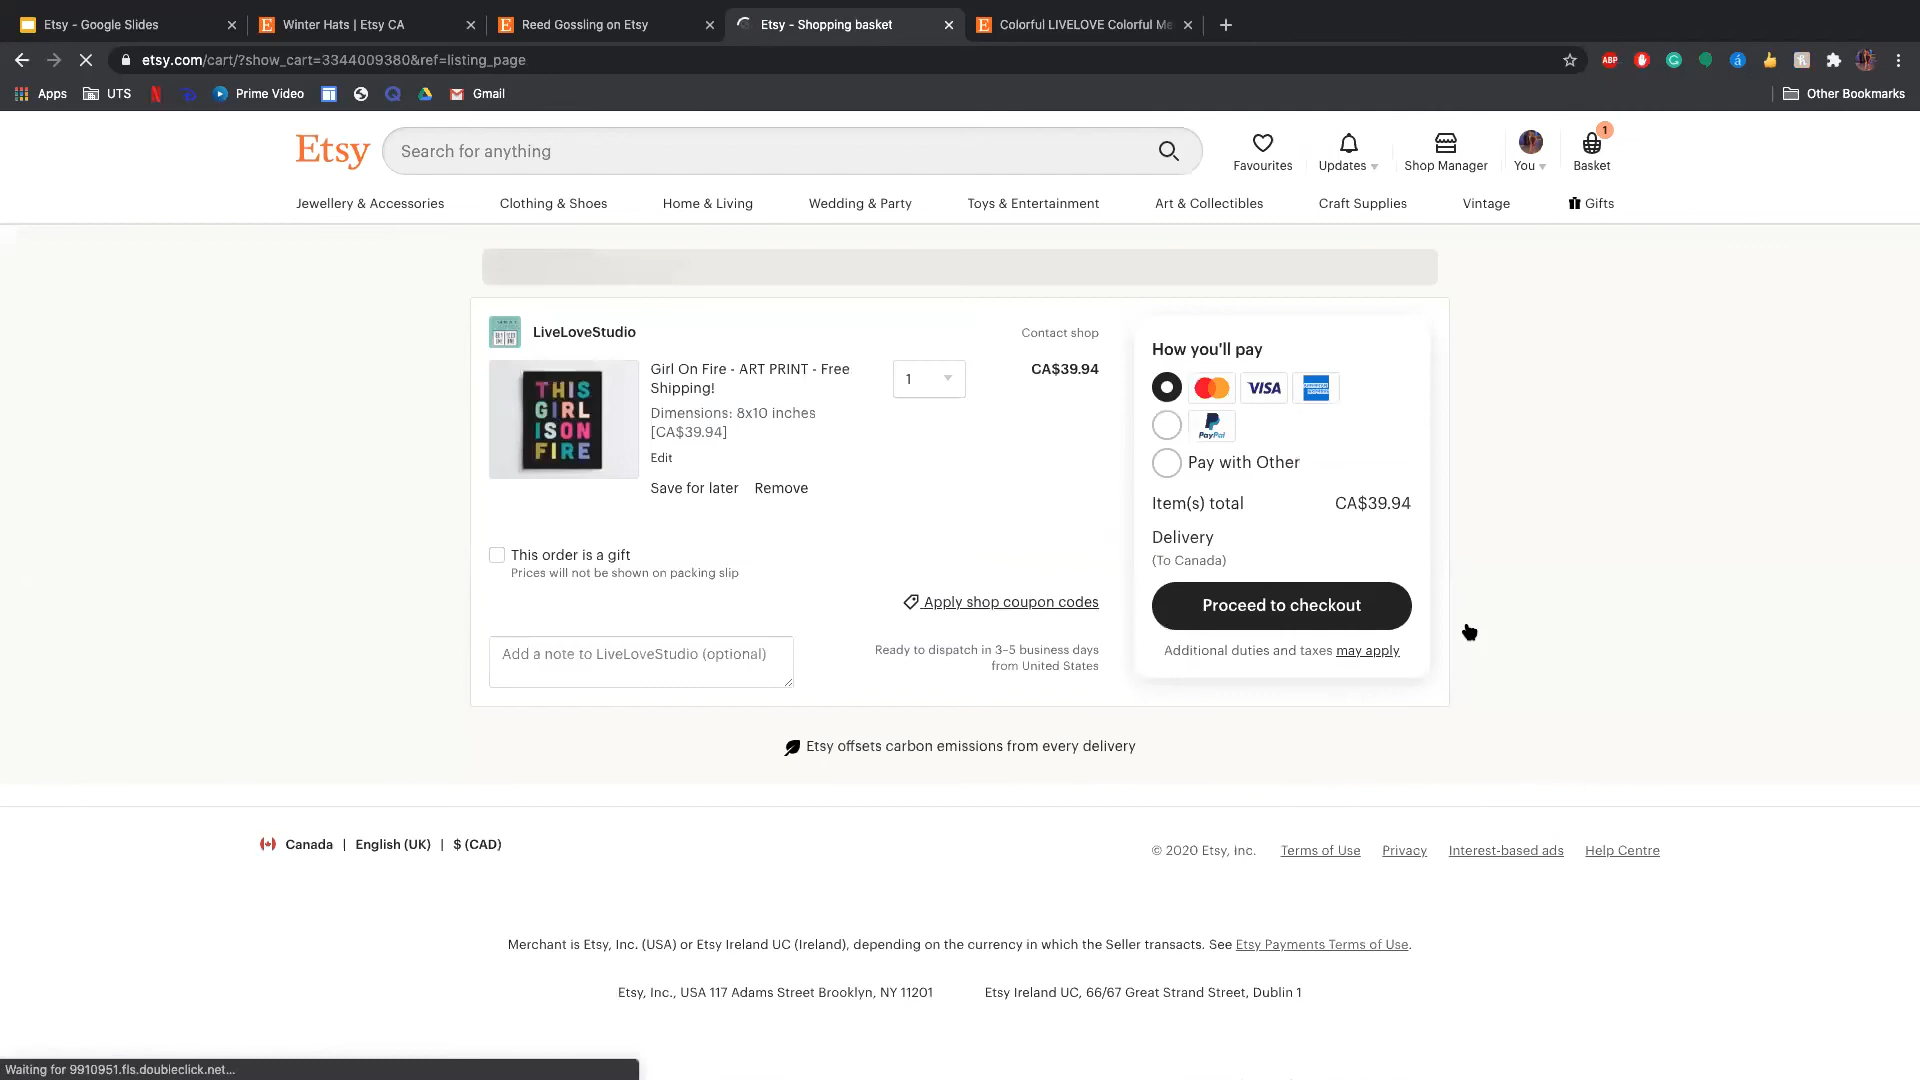 Etsy - Google Slides
Winter Hats | Etsy CA
Reed Gossling on Etsy
Etsy - Shopping basket
Colorful LIVELOVE Colorful Me
etsy.com/cart/?show_cart=3344009380&ref=listing_page
ABP
Apps
UTS
Prime Video
Gmail
Other Bookmarks
Etsy
Search for anything
Favourites
Updates
Shop Manager
You
1
Basket
Jewellery & Accessories
Clothing & Shoes
Home & Living
Wedding & Party
Toys & Entertainment
Art & Collectibles
Craft Supplies
Vintage
Gifts
LiveLoveStudio
Contact shop
THIS
GIRL
ISON
FIRE
Girl On Fire - ART PRINT - Free
Shipping!
Dimensions: 8x10 inches
[CA$39.94]
Edit
Save for later
Remove
1
CA$39.94
This order is a gift
Prices will not be shown on packing slip
Apply shop coupon codes
Add a note to LiveLoveStudio (optional)
Ready to dispatch in 3–5 business days
from United States
How you'll pay
VISA
PayPal
Pay with Other
Item(s) total
CA$39.94
Delivery
(To Canada)
Proceed to checkout
Additional duties and taxes may apply
Etsy offsets carbon emissions from every delivery
Canada | English (UK) | $ (CAD)
© 2020 Etsy, Inc.
Terms of Use
Privacy
Interest-based ads
Help Centre
Merchant is Etsy, Inc. (USA) or Etsy Ireland UC (Ireland), depending on the currency in which the Seller transacts. See Etsy Payments Terms of Use.
Etsy, Inc., USA 117 Adams Street Brooklyn, NY 11201
Etsy Ireland UC, 66/67 Great Strand Street, Dublin 1
Waiting for 9910951.fls.doubleclick.net...